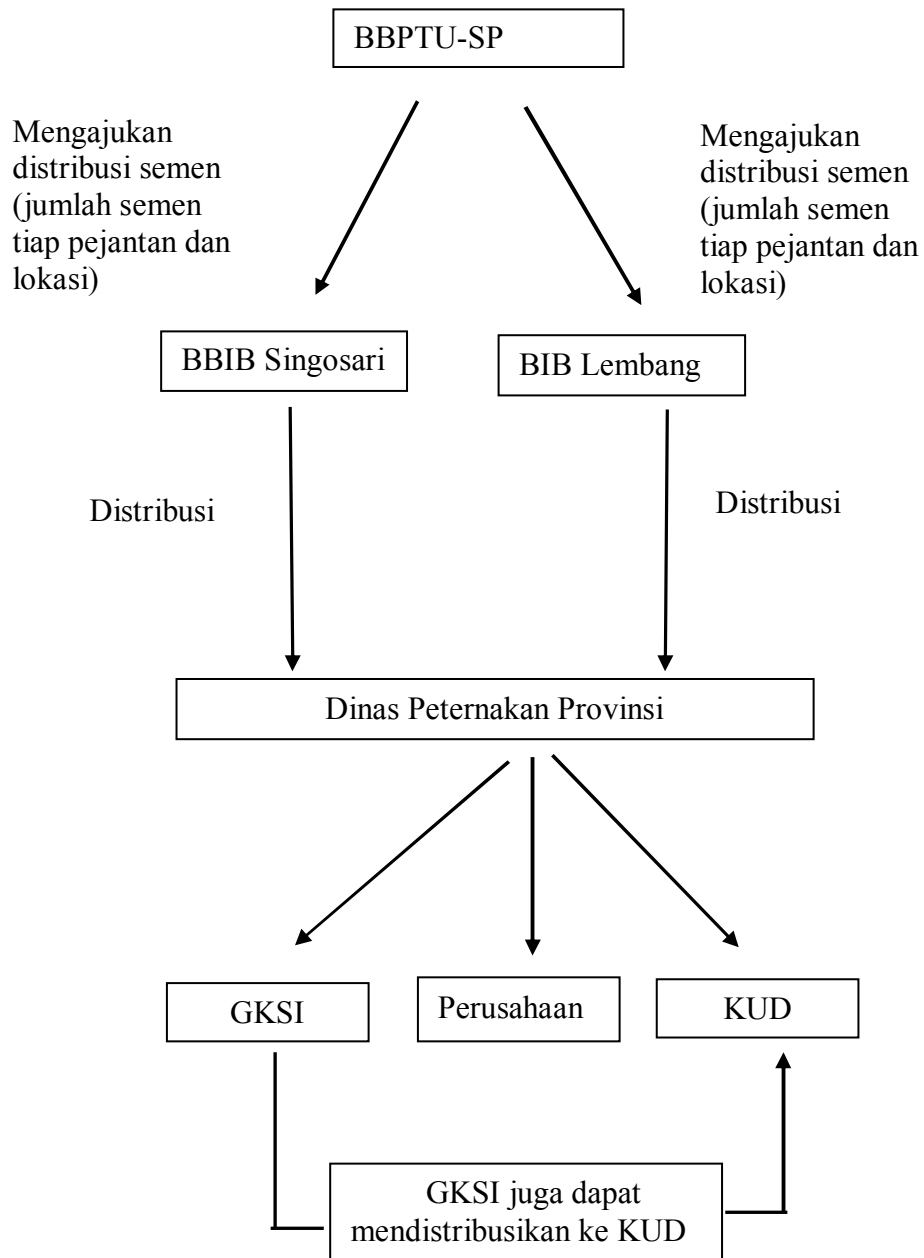 BBPTU-SP
Mengajukan
distribusi semen
(jumlah semen
tiap pejantan dan
lokasi)
Mengajukan
distribusi semen
(jumlah semen
tiap pejantan dan
lokasi)
BBIB Singosari
BIB Lembang
Distribusi
Distribusi
Dinas Peternakan Provinsi
GKSI
Perusahaan
KUD
GKSI juga dapat
mendistribusikan ke KUD